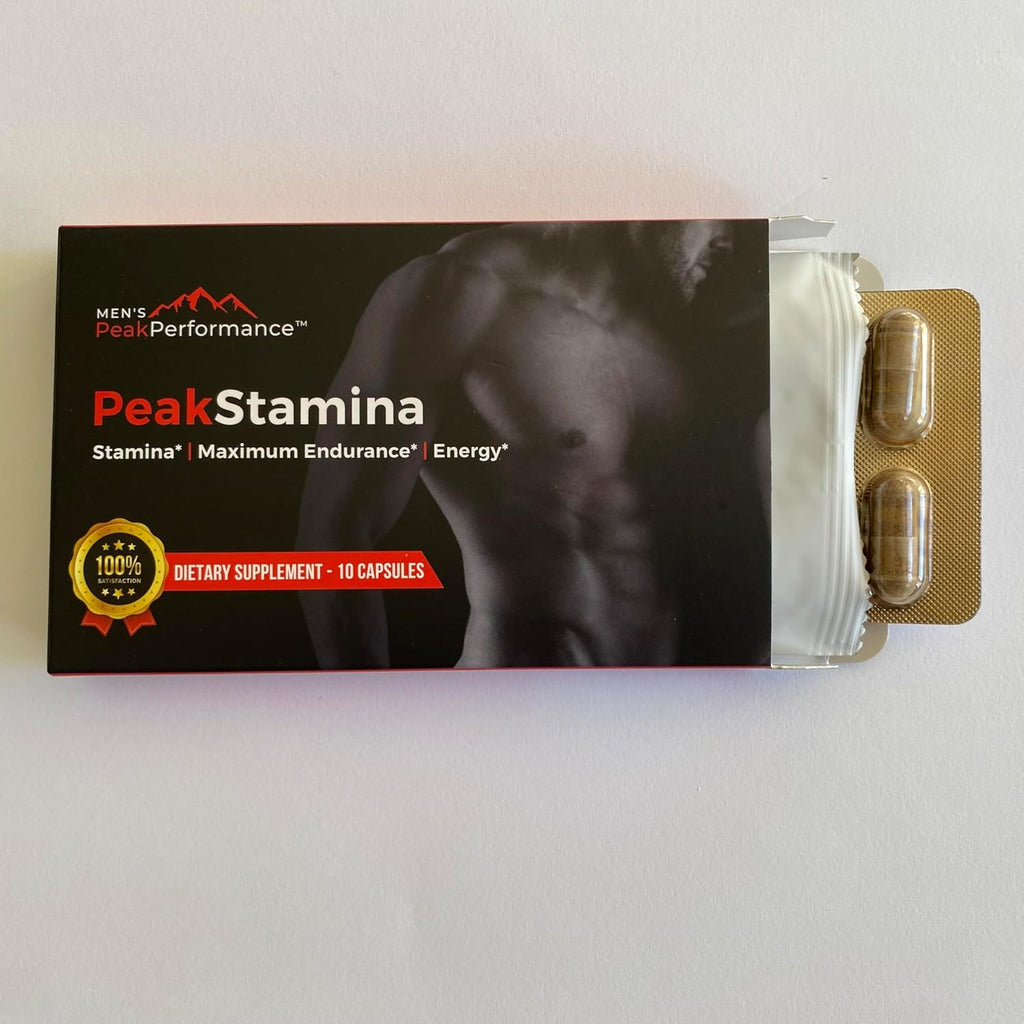 MEN'S
PeakPerformance™
PeakStamina
Stamina* | Maximum Endurance* | Energy*
100%
SATISFACTION
DIETARY SUPPLEMENT - 10 CAPSULES